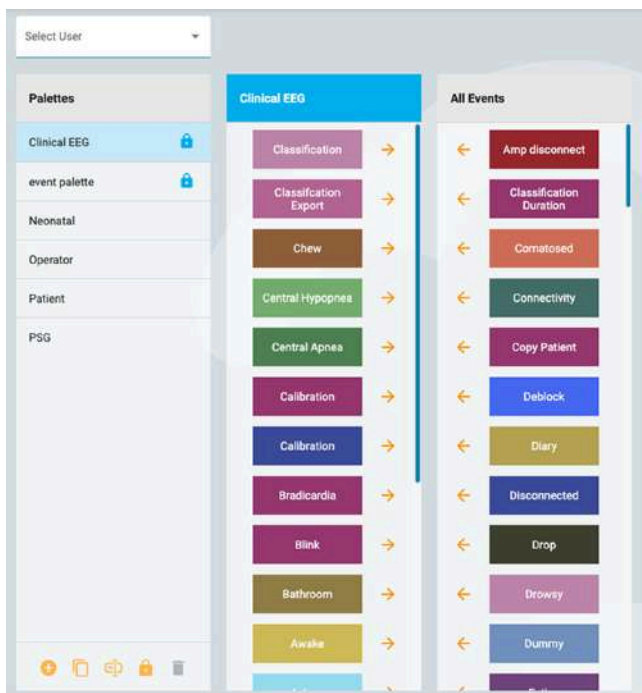 Select User
Palettes
Clinical EEG
event palette
Neonatal
Operator
Patient
PSG
Clinical EEG
Classification
Classifcation
Export
Chew
Central Hypopnea
Central Apnea
Calibration
Calibration
Bradicardia
Blink
Bathroom
Awake
All Events
Amp disconnect
Classification
Duration
Comatosed
Connectivity
Copy Patient
Deblock
Diary
Disconnected
Drop
Drowsy
Dummy